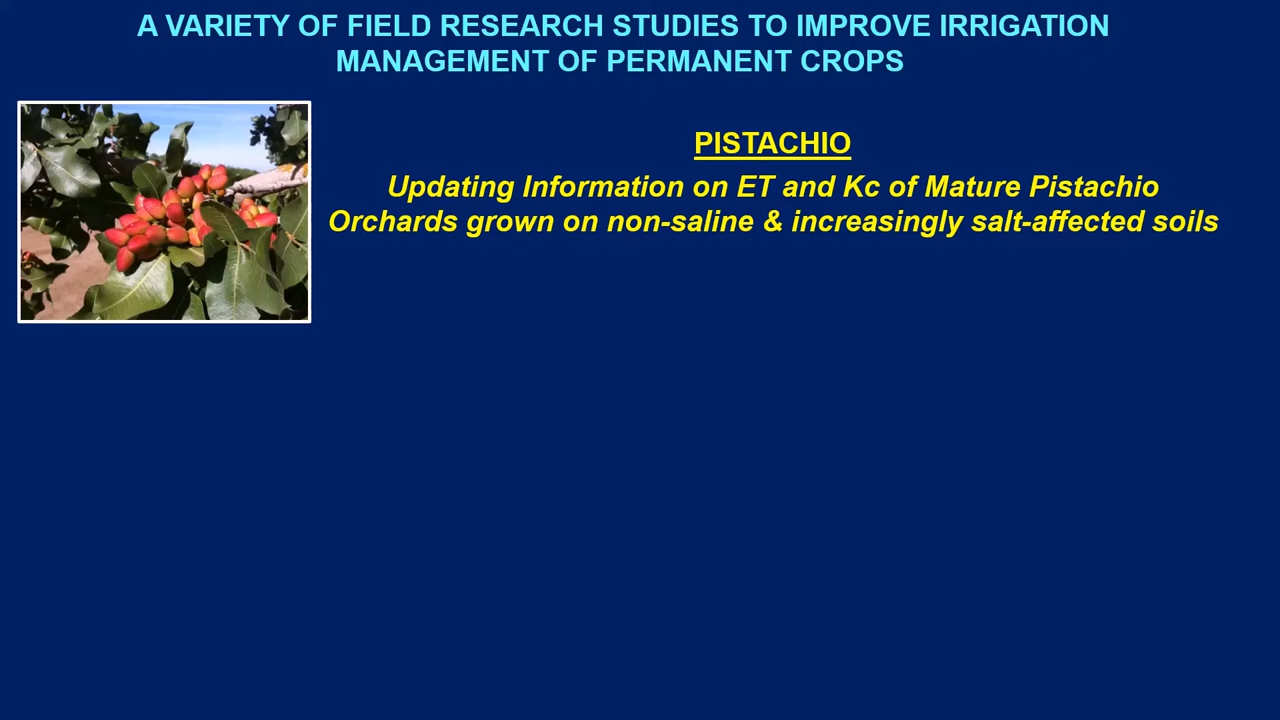 A VARIETY OF FIELD RESEARCH STUDIES TO IMPROVE IRRIGATION
MANAGEMENT OF PERMANENT CROPS
PISTACHIO
Updating Information on ET and Kc of Mature Pistachio
Orchards grown on non-saline & increasingly salt-affected soils